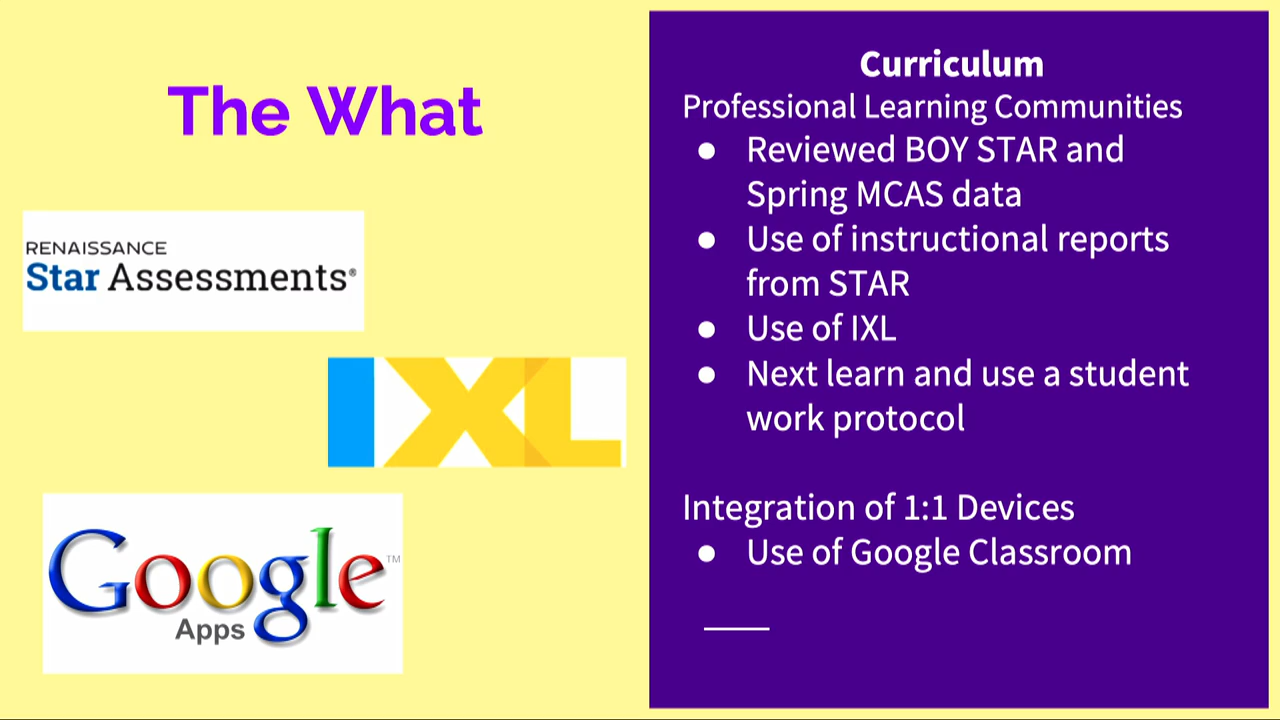 The What
RENAISSANCE
Star Assessments®
IXL
Google™
Apps
Curriculum
Professional Learning Communities
● Reviewed BOY STAR and
Spring MCAS data
● Use of instructional reports
from STAR
● Use of IXL
● Next learn and use a student
work protocol
Integration of 1:1 Devices
● Use of Google Classroom